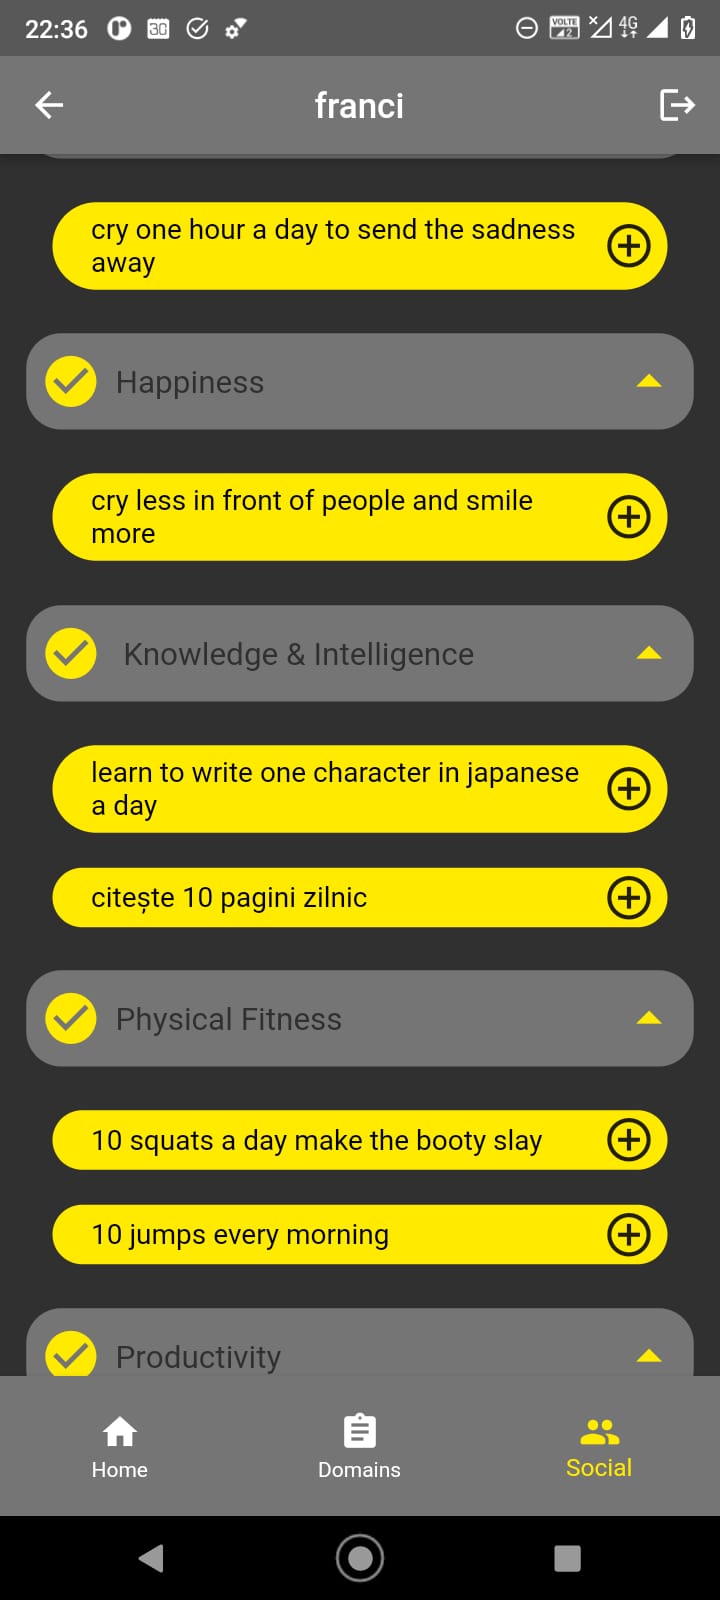 22:36
30
VOLTE
2
4G
franci
cry one hour a day to send the sadness
away
Happiness
cry less in front of people and smile
more
Knowledge & Intelligence
learn to write one character in japanese
a day
citește 10 pagini zilnic
Physical Fitness
10 squats a day make the booty slay
10 jumps every morning
Productivity
Home
Domains
Social